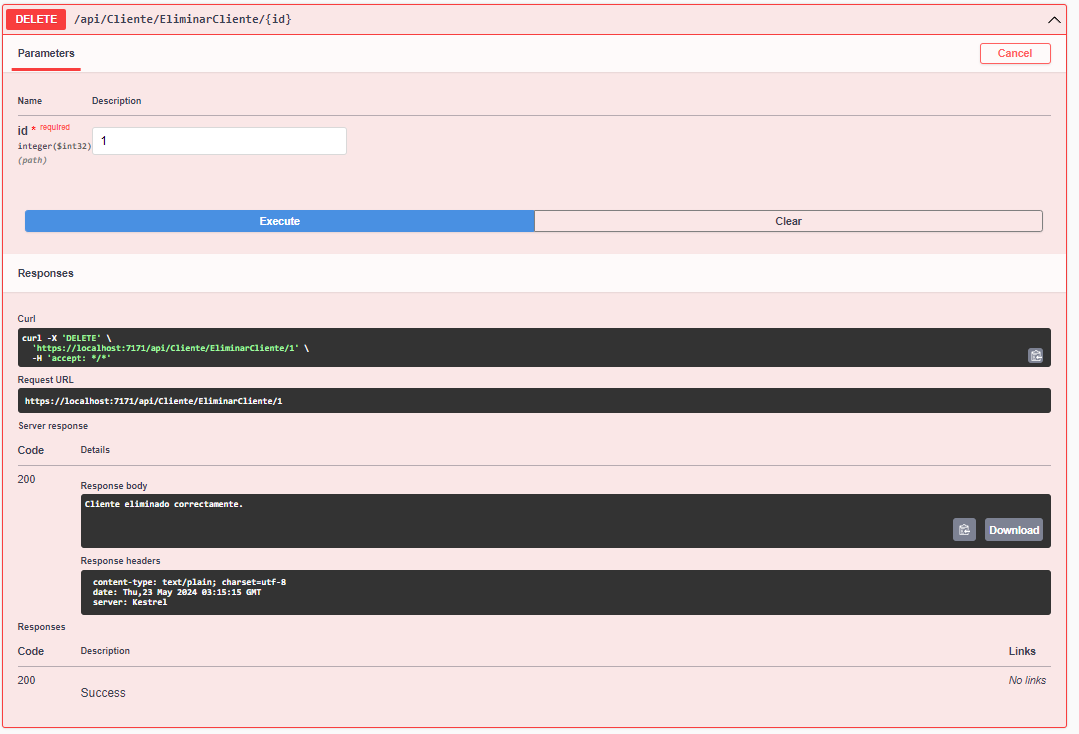 DELETE /api/Cliente/EliminarCliente/{id}
Parameters
Cancel
Name Description
id * required
integer($int32)
(path)
1
Execute
Clear
Responses
Curl
curl -X 'DELETE' \
'https://localhost:7171/api/Cliente/EliminarCliente/1' \
-H 'accept: */*'
Request URL
https://localhost:7171/api/Cliente/EliminarCliente/1
Server response
Code Details
200
Response body
Cliente eliminado correctamente.
Download
Response headers
content-type: text/plain; charset=utf-8
date: Thu,23 May 2024 03:15:15 GMT
server: Kestrel
Responses
Code Description Links
200
Success
No links